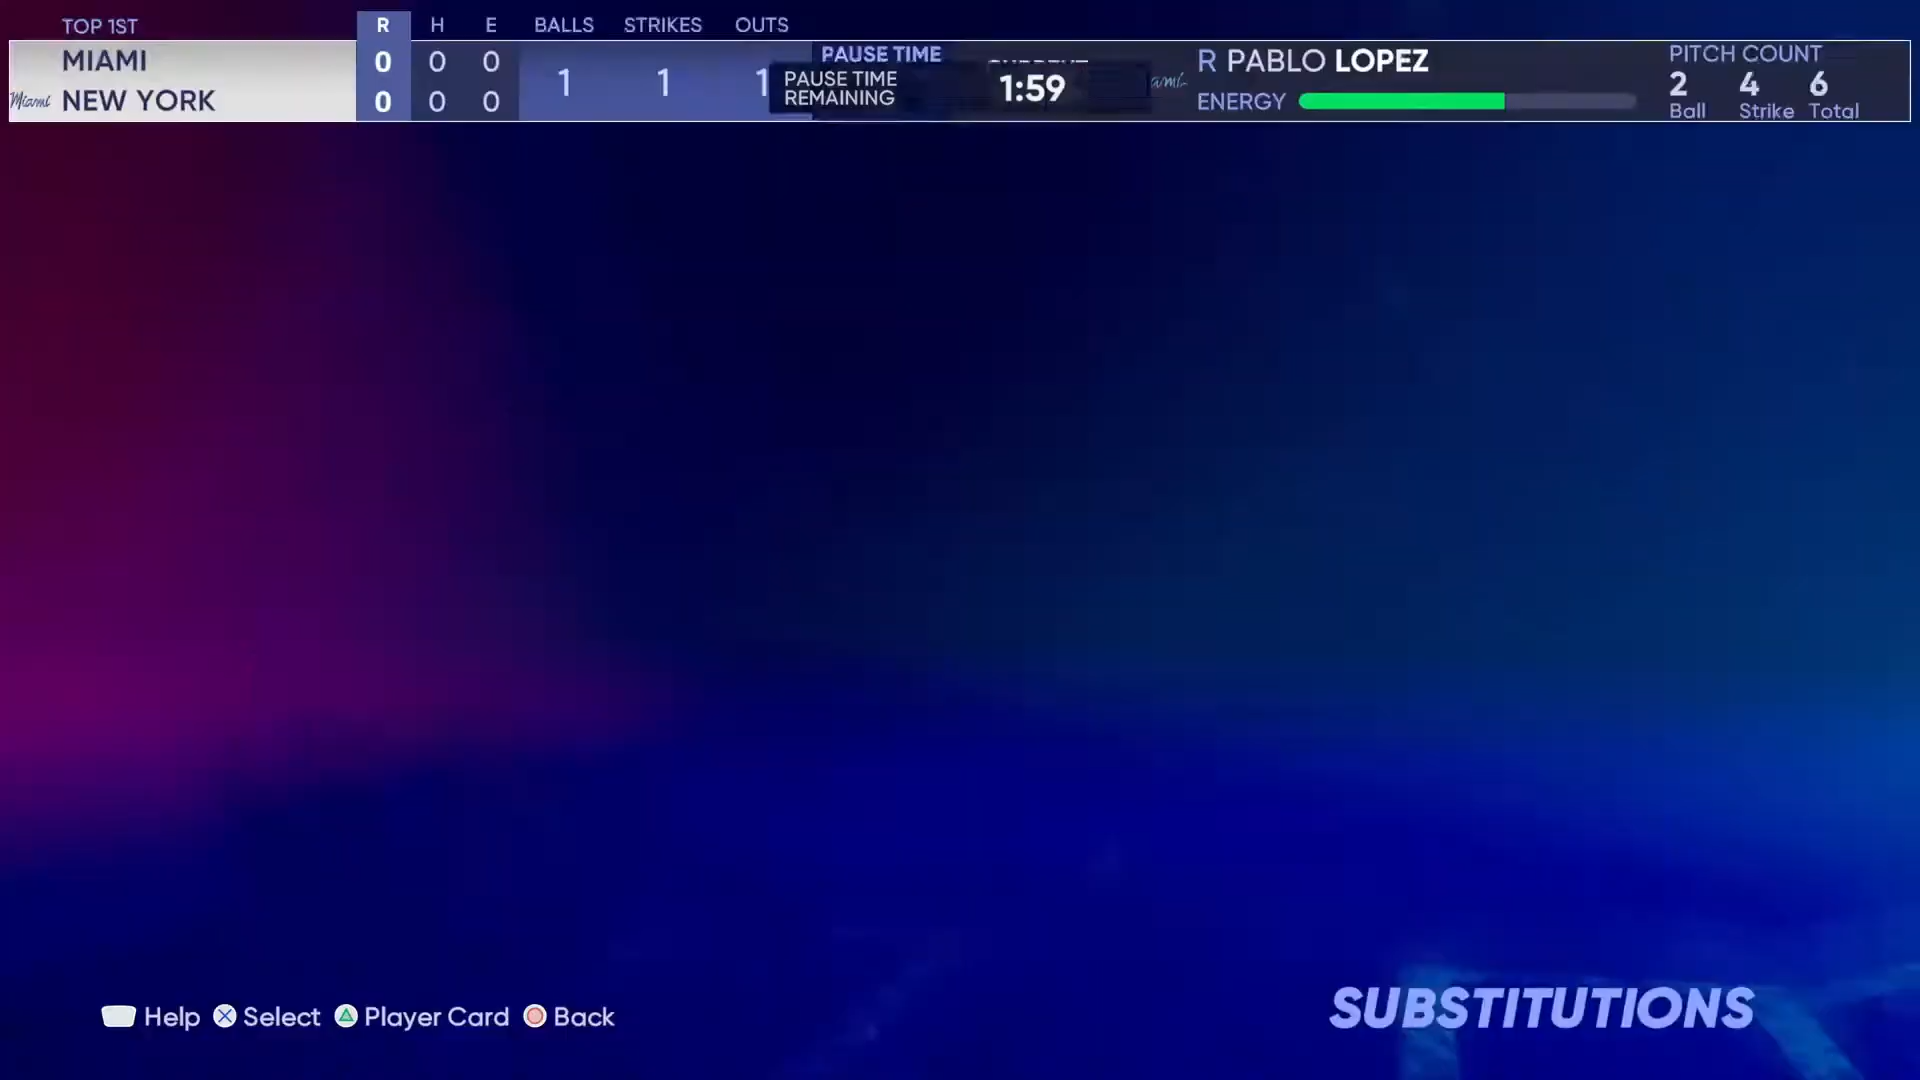 TOP 1ST R H E BALLS STRIKES OUTS
MIAMI 0 0 0
Miami NEW YORK 0 0 0
1 1 1
PAUSE TIME
PAUSE TIME
REMAINING
1:59
R PABLO LOPEZ
ENERGY
PITCH COUNT
2 4 6
Ball Strike Total
Help Select Player Card Back
SUBSTITUTIONS